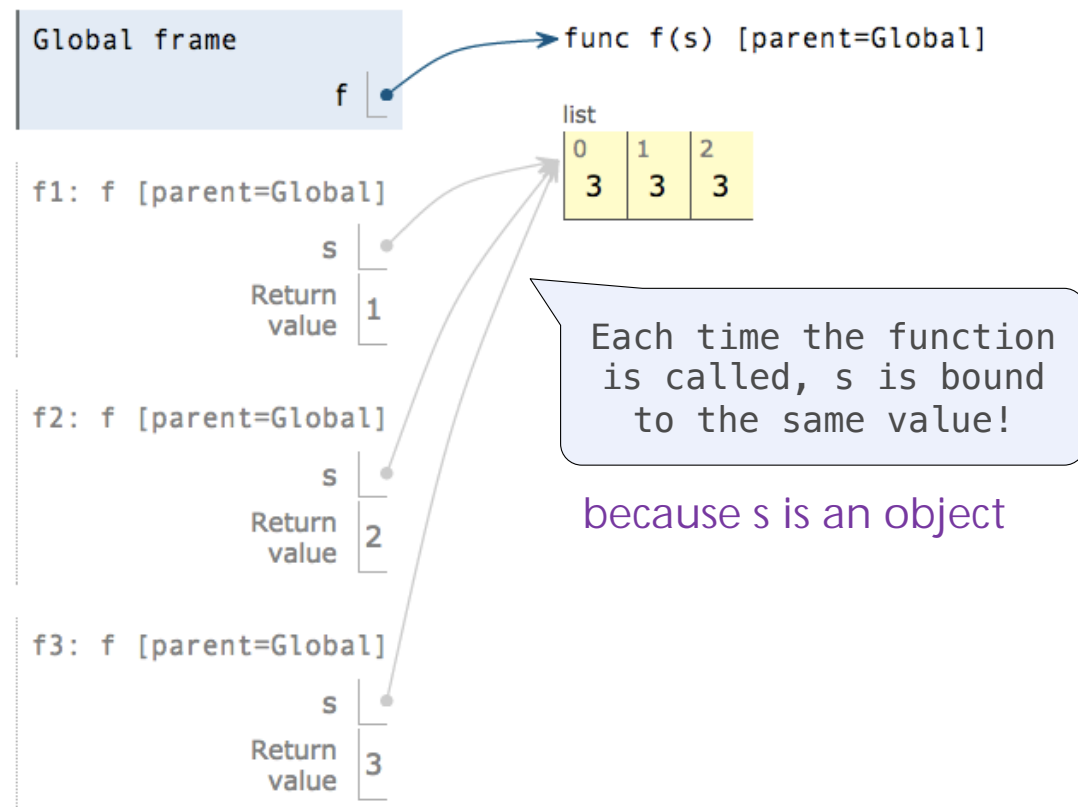 Global frame
f
func f(s) [parent=Global]
list
0 1 2
3 3 3
f1: f [parent=Global]
s
Return
value
1
f2: f [parent=Global]
s
Return
value
2
f3: f [parent=Global]
s
Return
value
3
Each time the function
is called, s is bound
to the same value!
because s is an object